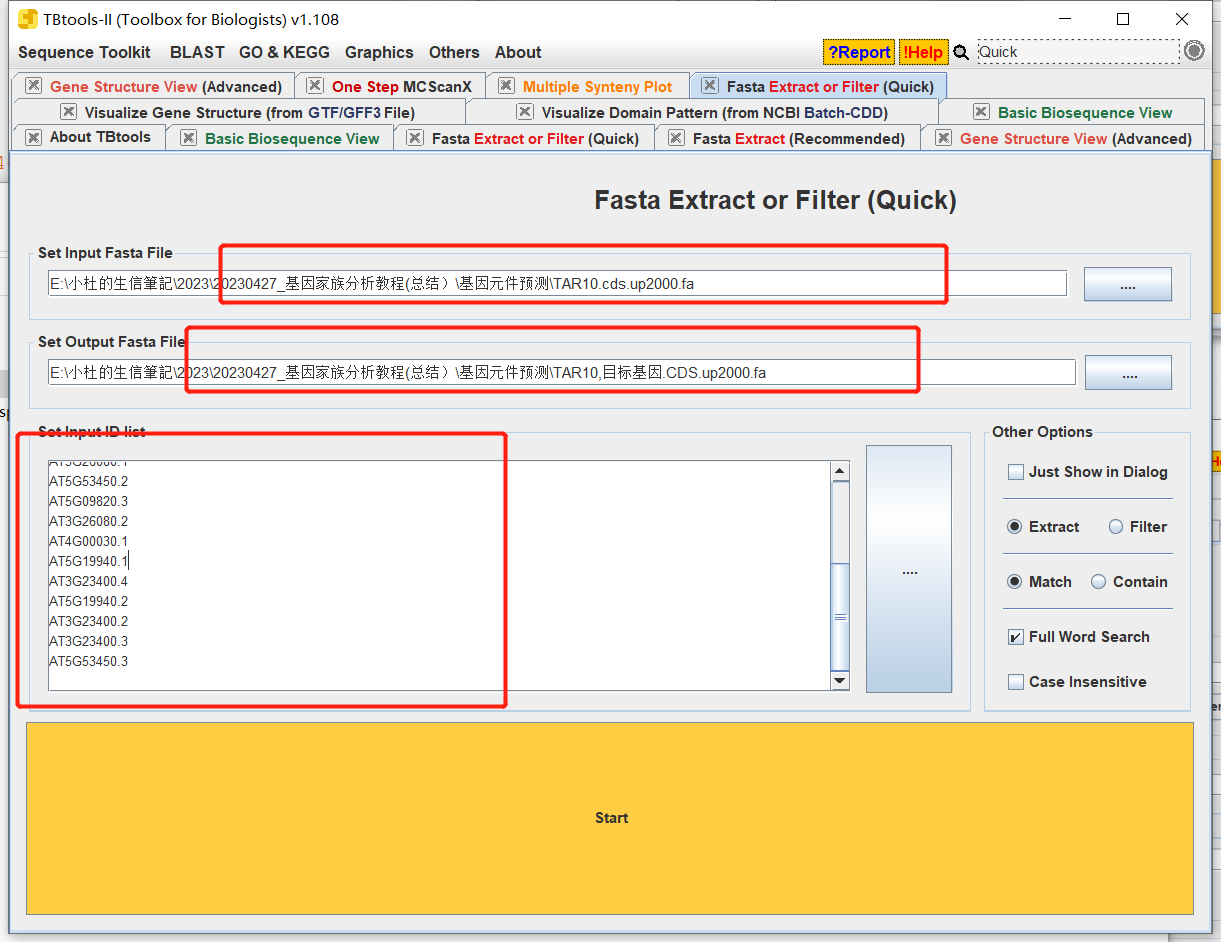 TBtools-II (Toolbox for Biologists) v1.108
Sequence Toolkit BLAST GO & KEGG Graphics Others About ?Report !Help Quick
Gene Structure View (Advanced) One Step MCScanX Multiple Synteny Plot Fasta Extract or Filter (Quick)
Visualize Gene Structure (from GTF/GFF3 File) Visualize Domain Pattern (from NCBI Batch-CDD) Basic Biosequence View
About TBtools Basic Biosequence View Fasta Extract or Filter (Quick) Fasta Extract (Recommended) Gene Structure View (Advanced)
Fasta Extract or Filter (Quick)
Set Input Fasta File
E:\小杜的生信筆記\2023\20230427_基因家族分析教程(总结）\基因元件预测\TAR10.cds.up2000.fa
....
Set Output Fasta File
E:\小杜的生信筆記\2023\20230427_基因家族分析教程(总结）\基因元件预测\TAR10,目标基因.CDS.up2000.fa
....
Set Input ID list
AT5G53450.2
AT5G09820.3
AT3G26080.2
AT4G00030.1
AT5G19940.1
AT3G23400.4
AT5G19940.2
AT3G23400.2
AT3G23400.3
AT5G53450.3
....
Other Options
Just Show in Dialog
Extract Filter
Match Contain
Full Word Search
Case Insensitive
Start